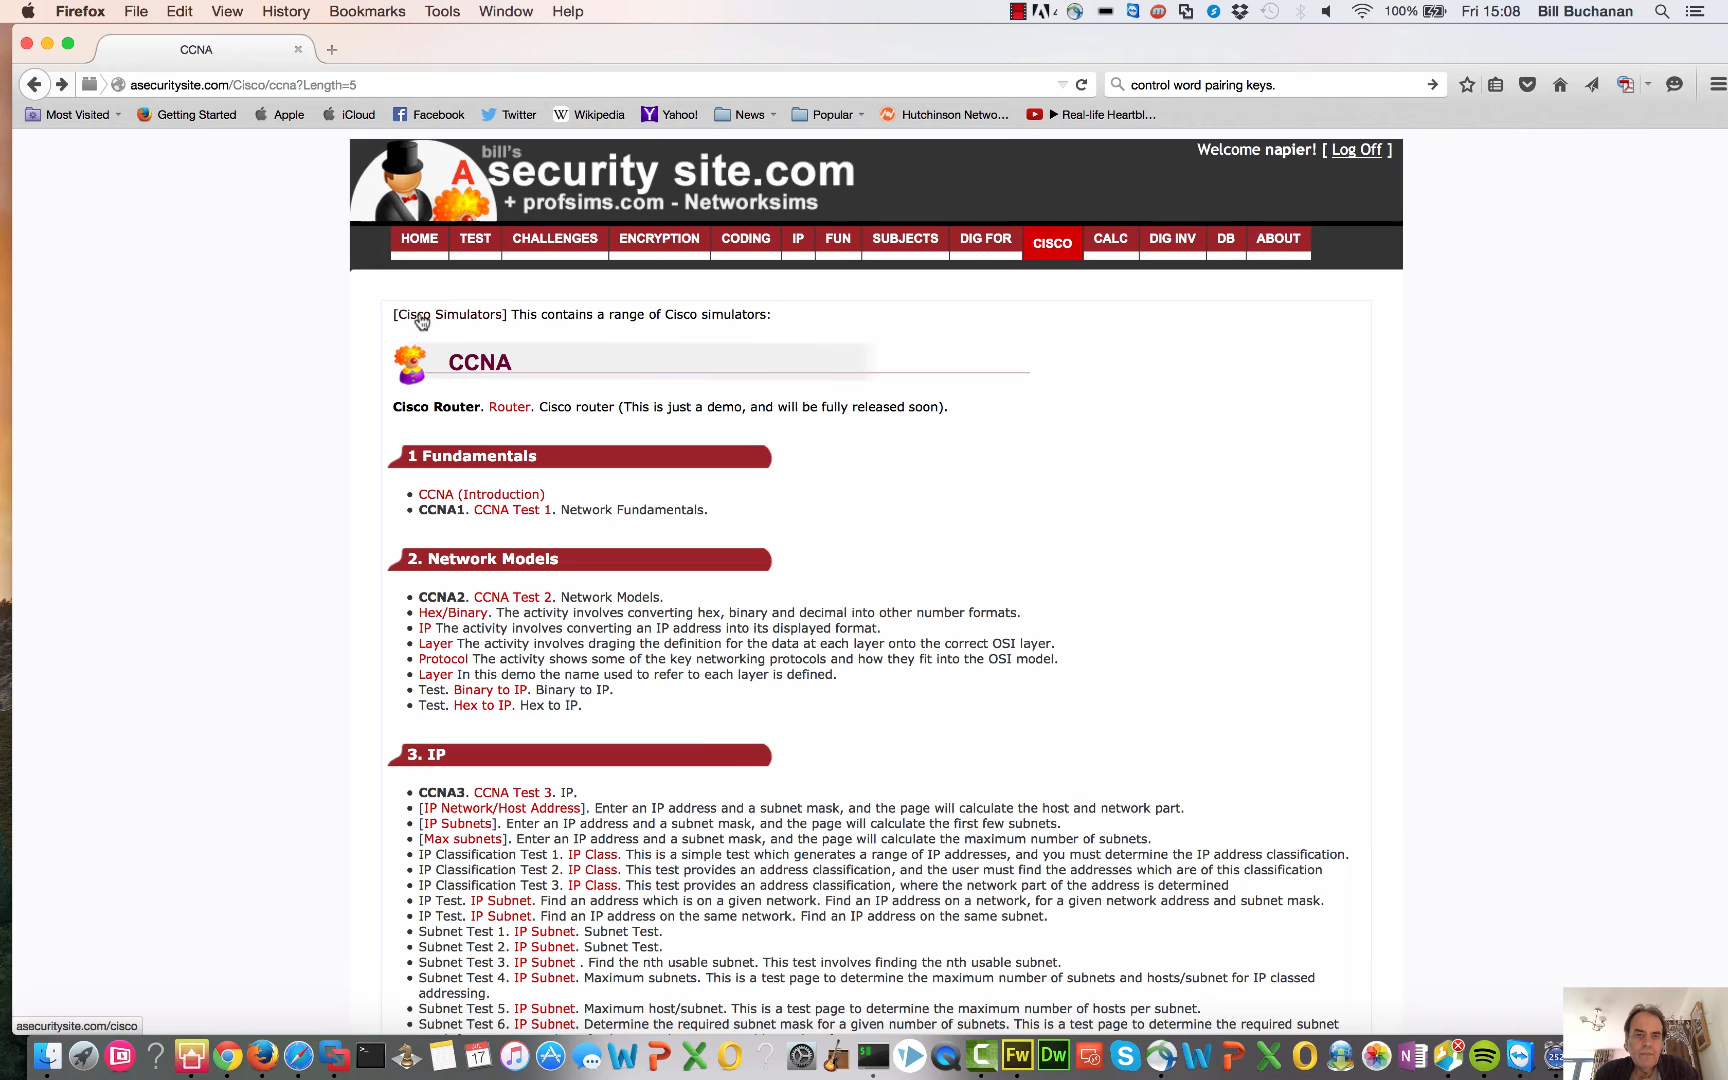 Firefox File Edit View History Bookmarks Tools Window Help 4 100% Fri 15:08 Bill Buchanan
CCNA
asecuritysite.com/Cisco/ccna?Length=5 control word pairing keys.
Most Visited Getting Started Apple iCloud Facebook Twitter Wikipedia Yahoo! News Popular Hutchinson Netwo... Real-life Heartbl...
bill's
A security site.com
+ profsims.com - Networksims
Welcome napier! [ Log Off ]
HOME TEST CHALLENGES ENCRYPTION CODING IP FUN SUBJECTS DIG FOR CISCO CALC DIG INV DB ABOUT
[Cisco Simulators] This contains a range of Cisco simulators:
CCNA
Cisco Router. Router. Cisco router (This is just a demo, and will be fully released soon).
1 Fundamentals
• CCNA (Introduction)
• CCNA1. CCNA Test 1. Network Fundamentals.
2. Network Models
• CCNA2. CCNA Test 2. Network Models.
• Hex/Binary. The activity involves converting hex, binary and decimal into other number formats.
• IP The activity involves converting an IP address into its displayed format.
• Layer The activity involves draging the definition for the data at each layer onto the correct OSI layer.
• Protocol The activity shows some of the key networking protocols and how they fit into the OSI model.
• Layer In this demo the name used to refer to each layer is defined.
• Test. Binary to IP. Binary to IP.
• Test. Hex to IP. Hex to IP.
3. IP
• CCNA3. CCNA Test 3. IP.
• [IP Network/Host Address]. Enter an IP address and a subnet mask, and the page will calculate the host and network part.
• [IP Subnets]. Enter an IP address and a subnet mask, and the page will calculate the first few subnets.
• [Max subnets]. Enter an IP address and a subnet mask, and the page will calculate the maximum number of subnets.
• IP Classification Test 1. IP Class. This is a simple test which generates a range of IP addresses, and you must determine the IP address classification.
• IP Classification Test 2. IP Class. This test provides an address classification, and the user must find the addresses which are of this classification
• IP Classification Test 3. IP Class. This test provides an address classification, where the network part of the address is determined
• IP Test. IP Subnet. Find an address which is on a given network. Find an IP address on a network, for a given network address and subnet mask.
• IP Test. IP Subnet. Find an IP address on the same network. Find an IP address on the same subnet.
• Subnet Test 1. IP Subnet. Subnet Test.
• Subnet Test 2. IP Subnet. Subnet Test.
• Subnet Test 3. IP Subnet . Find the nth usable subnet. This test involves finding the nth usable subnet.
• Subnet Test 4. IP Subnet. Maximum subnets. This is a test page to determine the maximum number of subnets and hosts/subnet for IP classed
addressing.
• Subnet Test 5. IP Subnet. Maximum host/subnet. This is a test page to determine the maximum number of hosts per subnet.
• Subnet Test 6. IP Subnet. Determine the required subnet mask for a given number of subnets. This is a test page to determine the required subnet
asecuritysite.com/cisco
17 Fw Dw 252